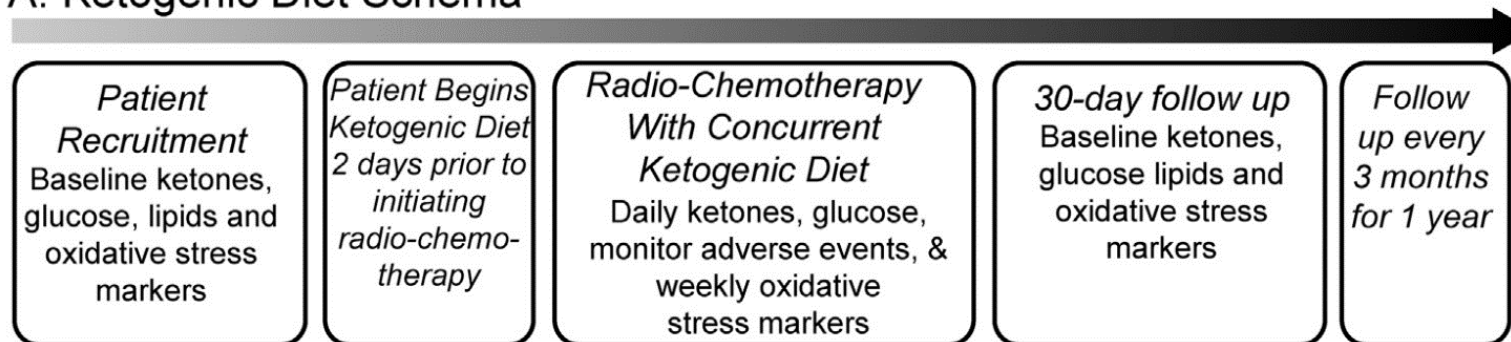 A. Ketogenic Diet Schema
Patient
Recruitment
Baseline ketones,
glucose, lipids and
oxidative stress
markers
Patient Begins
Ketogenic Diet
2 days prior to
initiating
radio-chemo-
therapy
Radio-Chemotherapy
With Concurrent
Ketogenic Diet
Daily ketones, glucose,
monitor adverse events, &
weekly oxidative
stress markers
30-day follow up
Baseline ketones,
glucose lipids and
oxidative stress
markers
Follow
up every
3 months
for 1 year